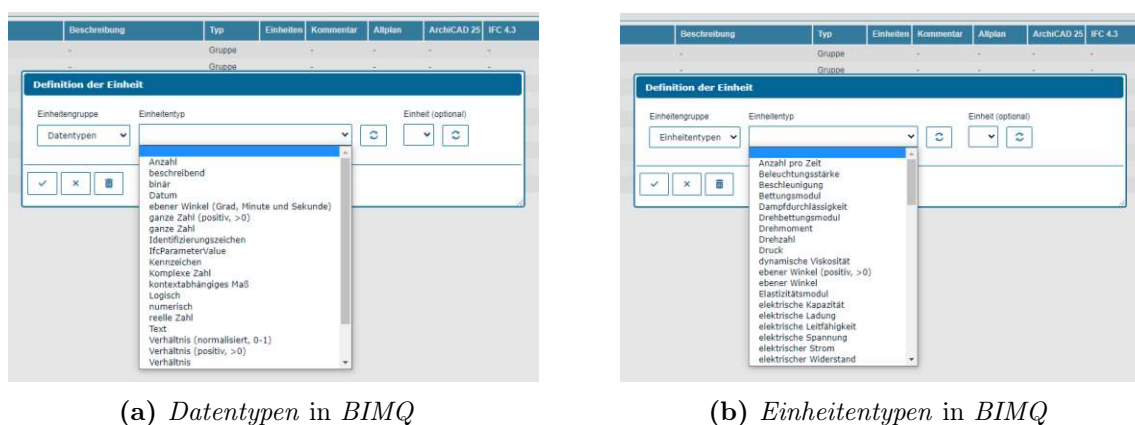 Beschreibung Typ Einheiten Kommentar Allplan ArchiCAD 25 IFC 4.3
- Gruppe - - - -
- Gruppe - - - -
Definition der Einheit
Einheitengruppe Einheitentyp Einheit (optional)
Datentypen
Anzahl
beschreibend
binär
Datum
ebener Winkel (Grad, Minute und Sekunde)
ganze Zahl (positiv, >0)
ganze Zahl
Identifizierungszeichen
IfcParameterValue
Kennzeichen
Komplexe Zahl
kontextabhängiges Maß
Logisch
numerisch
reelle Zahl
Text
Verhältnis (normalisiert, 0-1)
Verhältnis (positiv, >0)
Verhältnis
(a) Datentypen in BIMQ
Beschreibung Typ Einheiten Kommentar Allplan ArchiCAD 25 IFC 4.3
- Gruppe - - - -
- Gruppe - - - -
Definition der Einheit
Einheitengruppe Einheitentyp Einheit (optional)
Einheitentypen
Anzahl pro Zeit
Beleuchtungsstärke
Beschleunigung
Bettungsmodul
Dampfdurchlässigkeit
Drehbettungsmodul
Drehmoment
Drehzahl
Druck
dynamische Viskosität
ebener Winkel (positiv, >0)
ebener Winkel
Elastizitätsmodul
elektrische Kapazität
elektrische Ladung
elektrische Leitfähigkeit
elektrische Spannung
elektrischer Strom
elektrischer Widerstand
(b) Einheitentypen in BIMQ